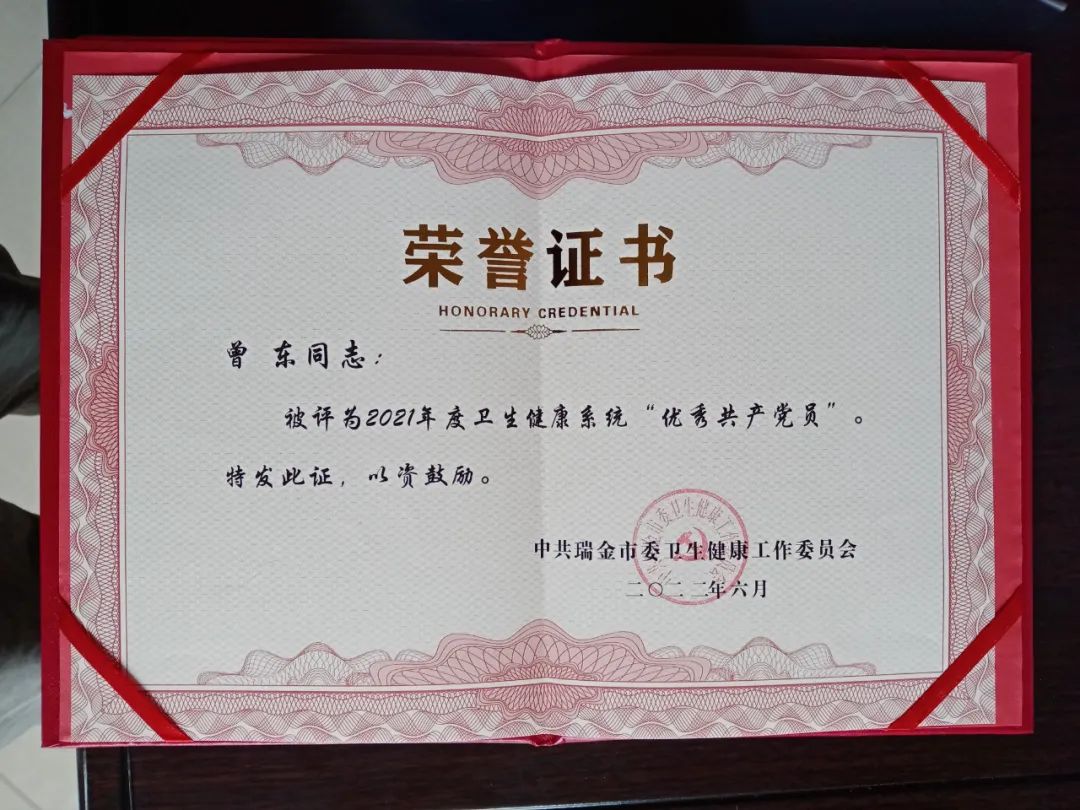 荣誉证书
HONORARY CREDENTIAL
曾 东同志：
被评为2021年度卫生健康系统“优秀共产党员”。
特发此证，以资鼓励。
中共瑞金市委卫生健康工作委员会
二〇二二年六月